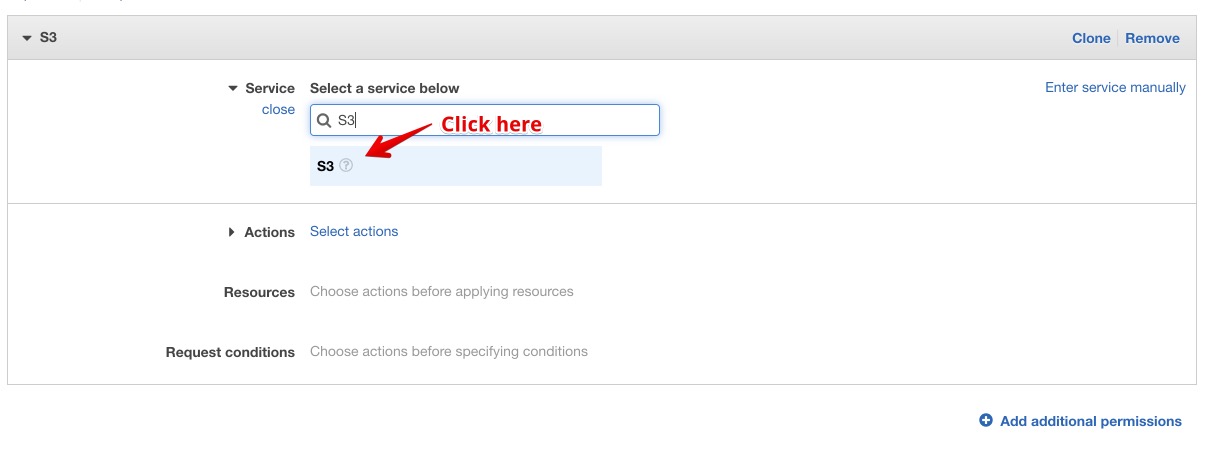 S3
Clone Remove
Service Select a service below Enter service manually
close
S3
Click here
S3 ?
Actions Select actions
Resources Choose actions before applying resources
Request conditions Choose actions before specifying conditions
Add additional permissions